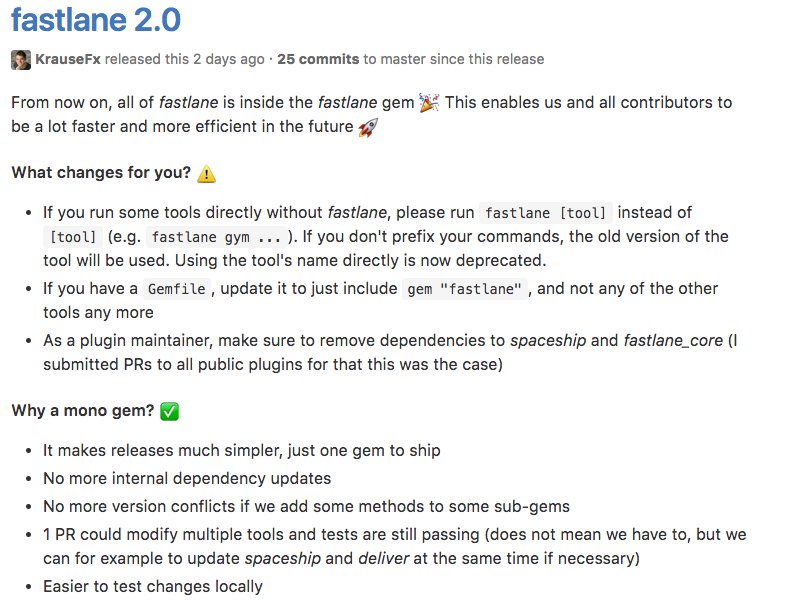 fastlane 2.0
KrauseFx released this 2 days ago · 25 commits to master since this release
From now on, all of fastlane is inside the fastlane gem 🎉 This enables us and all contributors to
be a lot faster and more efficient in the future 🚀
What changes for you? ⚠️
• If you run some tools directly without fastlane, please run fastlane [tool] instead of
[tool] (e.g. fastlane gym ... ). If you don't prefix your commands, the old version of the
tool will be used. Using the tool's name directly is now deprecated.
• If you have a Gemfile, update it to just include gem "fastlane" , and not any of the other
tools any more
• As a plugin maintainer, make sure to remove dependencies to spaceship and fastlane_core (I
submitted PRs to all public plugins for that this was the case)
Why a mono gem? ✅
• It makes releases much simpler, just one gem to ship
• No more internal dependency updates
• No more version conflicts if we add some methods to some sub-gems
• 1 PR could modify multiple tools and tests are still passing (does not mean we have to, but we
can for example to update spaceship and deliver at the same time if necessary)
• Easier to test changes locally